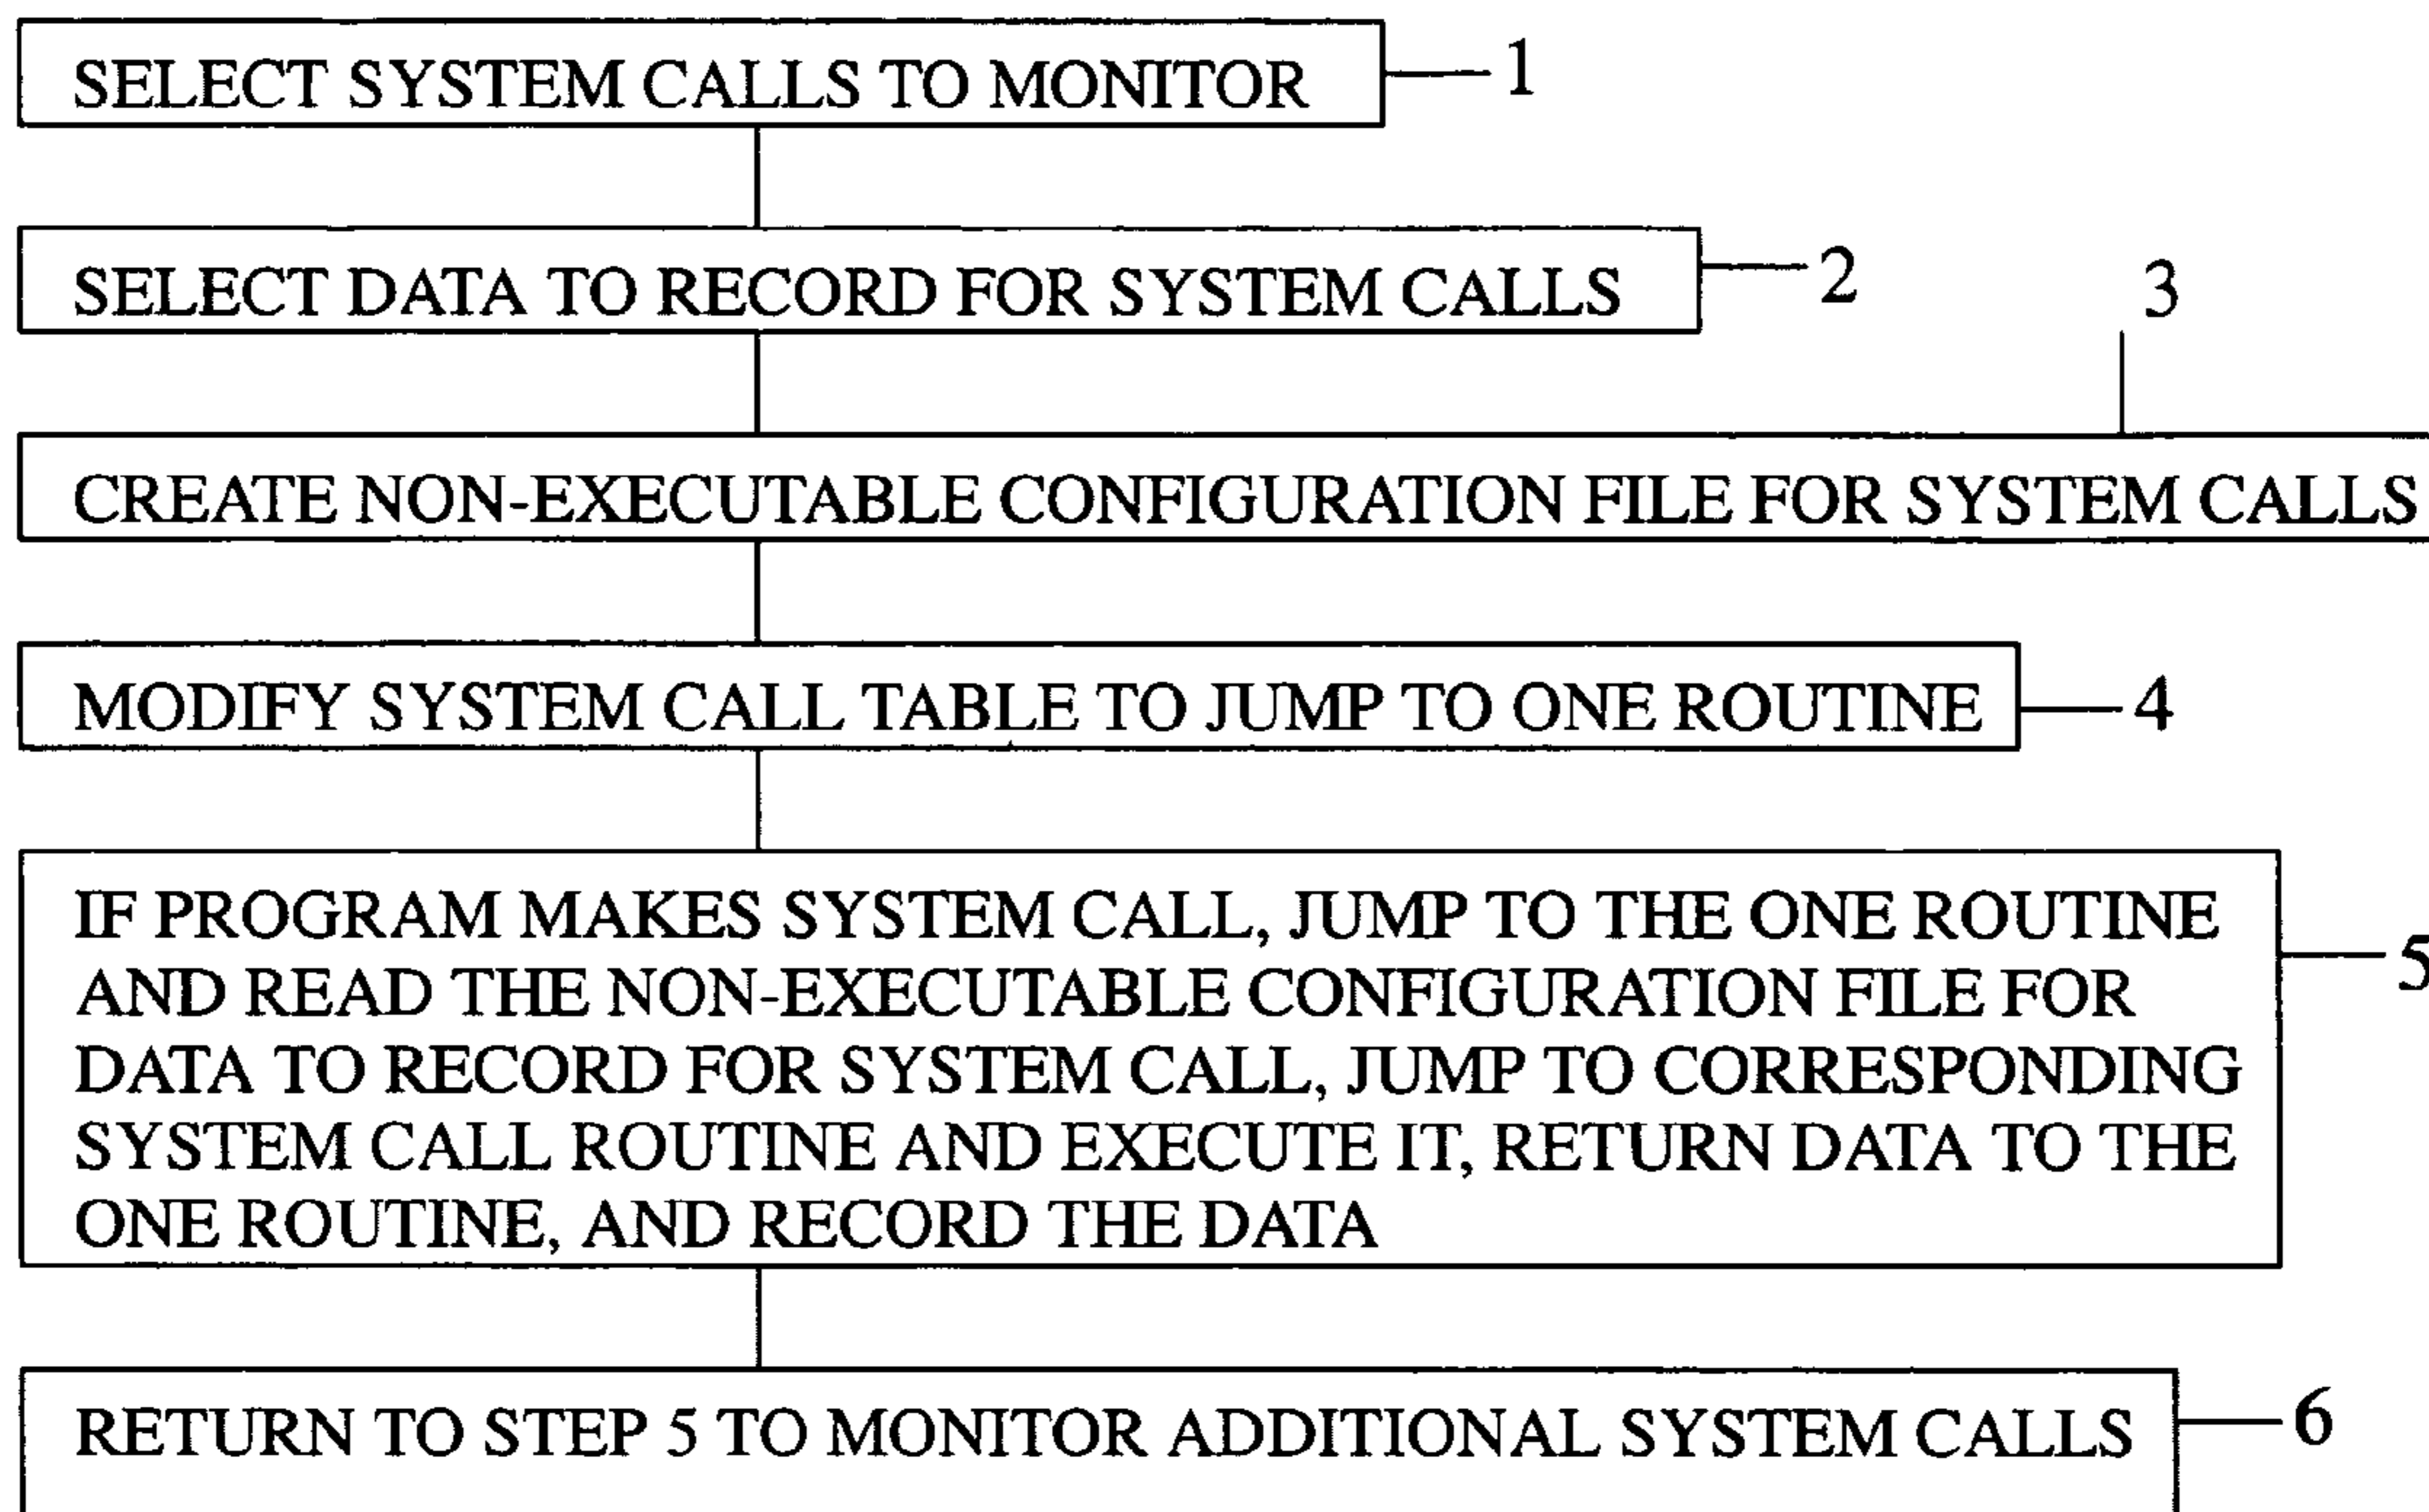 SELECT SYSTEM CALLS TO MONITOR
1
SELECT DATA TO RECORD FOR SYSTEM CALLS
2
3
CREATE NON-EXECUTABLE CONFIGURATION FILE FOR SYSTEM CALLS
MODIFY SYSTEM CALL TABLE TO JUMP TO ONE ROUTINE
4
IF PROGRAM MAKES SYSTEM CALL, JUMP TO THE ONE ROUTINE
AND READ THE NON-EXECUTABLE CONFIGURATION FILE FOR
DATA TO RECORD FOR SYSTEM CALL, JUMP TO CORRESPONDING
SYSTEM CALL ROUTINE AND EXECUTE IT, RETURN DATA TO THE
ONE ROUTINE, AND RECORD THE DATA
5
RETURN TO STEP 5 TO MONITOR ADDITIONAL SYSTEM CALLS
6